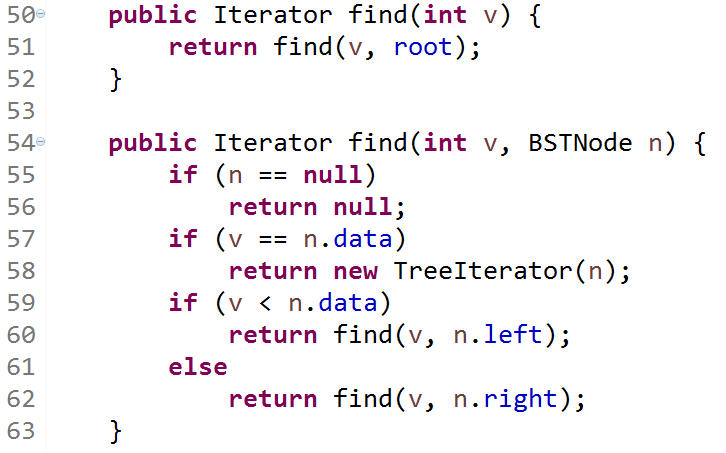 50 public Iterator find(int v) {
51 return find(v, root);
52 }
53
54 public Iterator find(int v, BSTNode n) {
55 if (n == null)
56 return null;
57 if (v == n.data)
58 return new TreeIterator(n);
59 if (v < n.data)
60 return find(v, n.left);
61 else
62 return find(v, n.right);
63 }